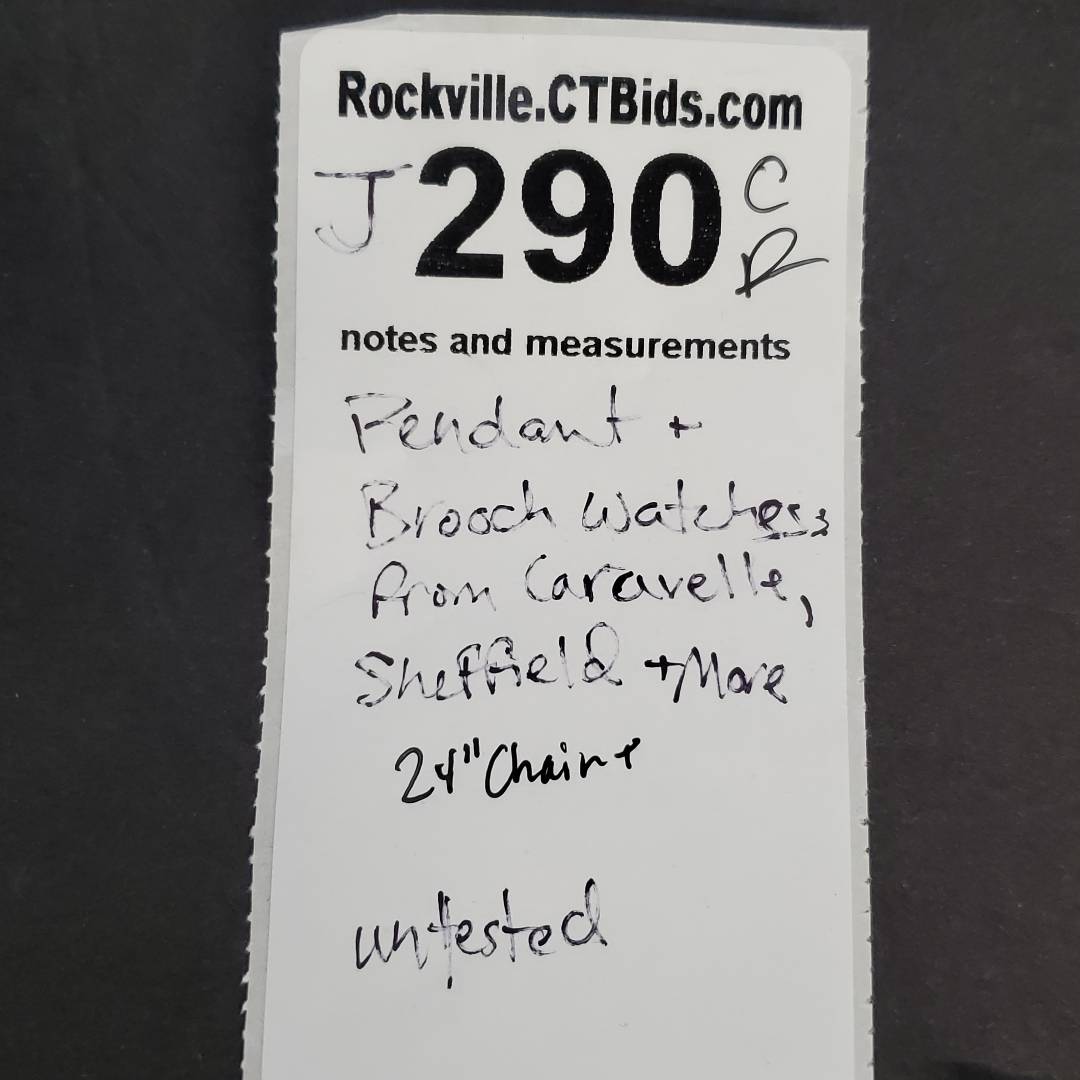 Rockville.CTBids.com
J 290 C
R
notes and measurements
Pendant +
Brooch Watches
from Caravelle,
Sheffield + More
24" Chain +
untested